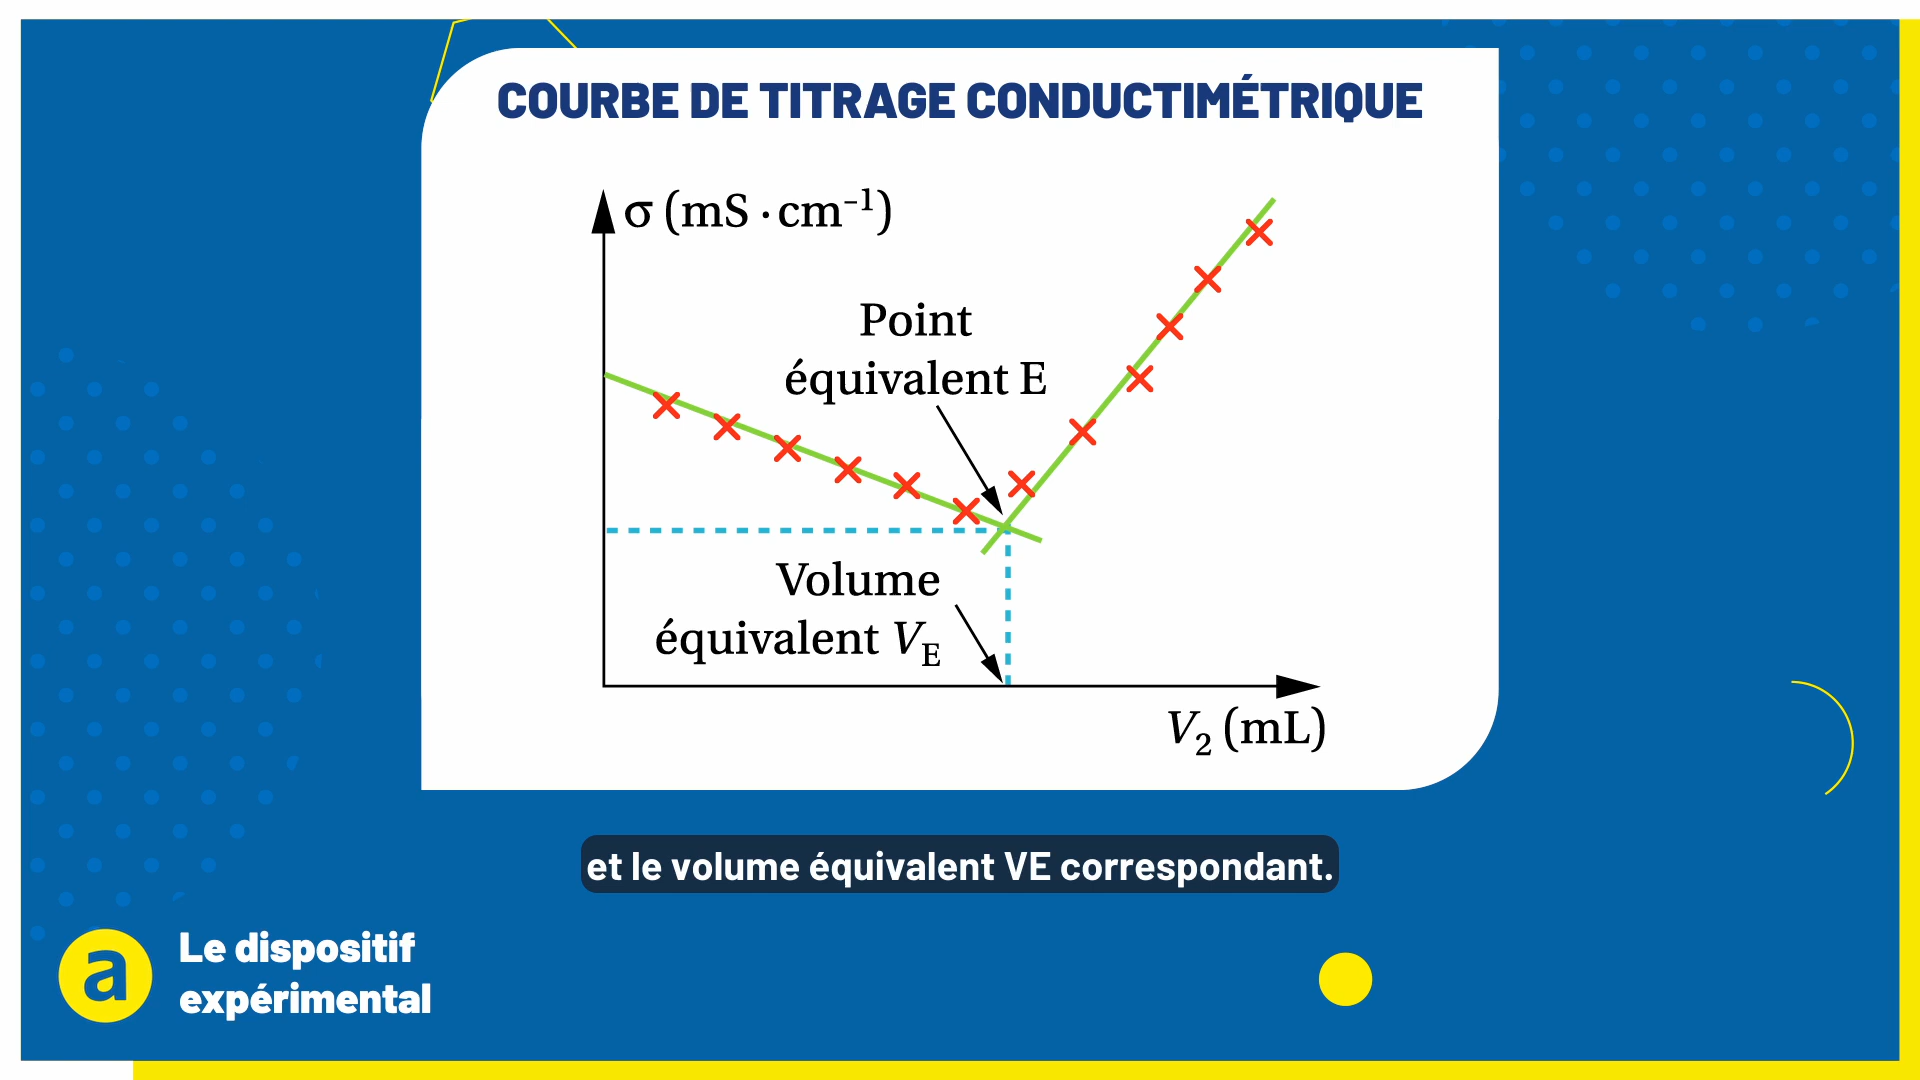 COURBE DE TITRAGE CONDUCTIMÉTRIQUE
σ (mS · cm⁻¹)
Point
équivalent E
Volume
équivalent V_E
V₂ (mL)
et le volume équivalent VE correspondant.
a
Le dispositif
expérimental